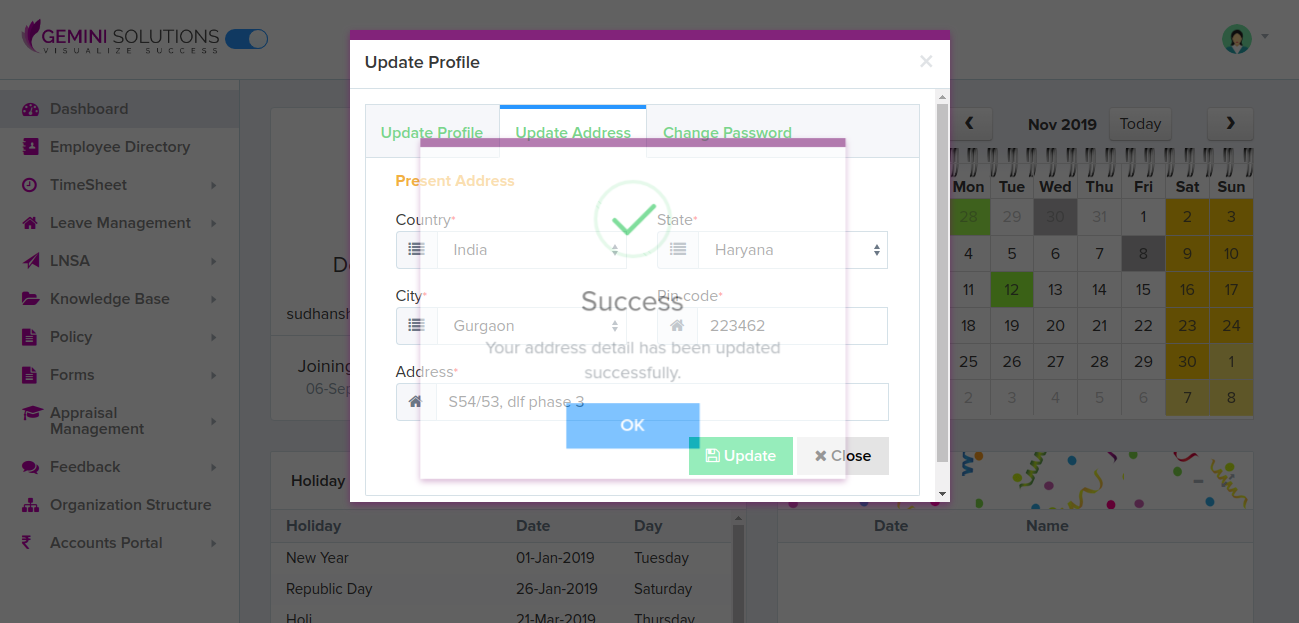 GEMINI SOLUTIONS
VISUALIZE SUCCESS
Dashboard
Employee Directory
TimeSheet
Leave Management
LNSA
Knowledge Base
Policy
Forms
Appraisal
Management
Feedback
Organization Structure
Accounts Portal
Update Profile
×
Update Profile Update Address Change Password
Present Address
Country* State*
India Haryana
City* Pin code*
Gurgaon 223462
Address*
S54/53, dlf phase 3
Update Close
Success
Your address detail has been updated
successfully.
OK
Joining
Nov 2019 Today
Mon Tue Wed Thu Fri Sat Sun
28 29 30 31 1 2 3
4 5 6 7 8 9 10
11 12 13 14 15 16 17
18 19 20 21 22 23 24
25 26 27 28 29 30 1
2 3 4 5 6 7 8
Holiday
Holiday Date Day
New Year 01-Jan-2019 Tuesday
Republic Day 26-Jan-2019 Saturday
Holi 21-Mar-2019 Thursday
Date Name